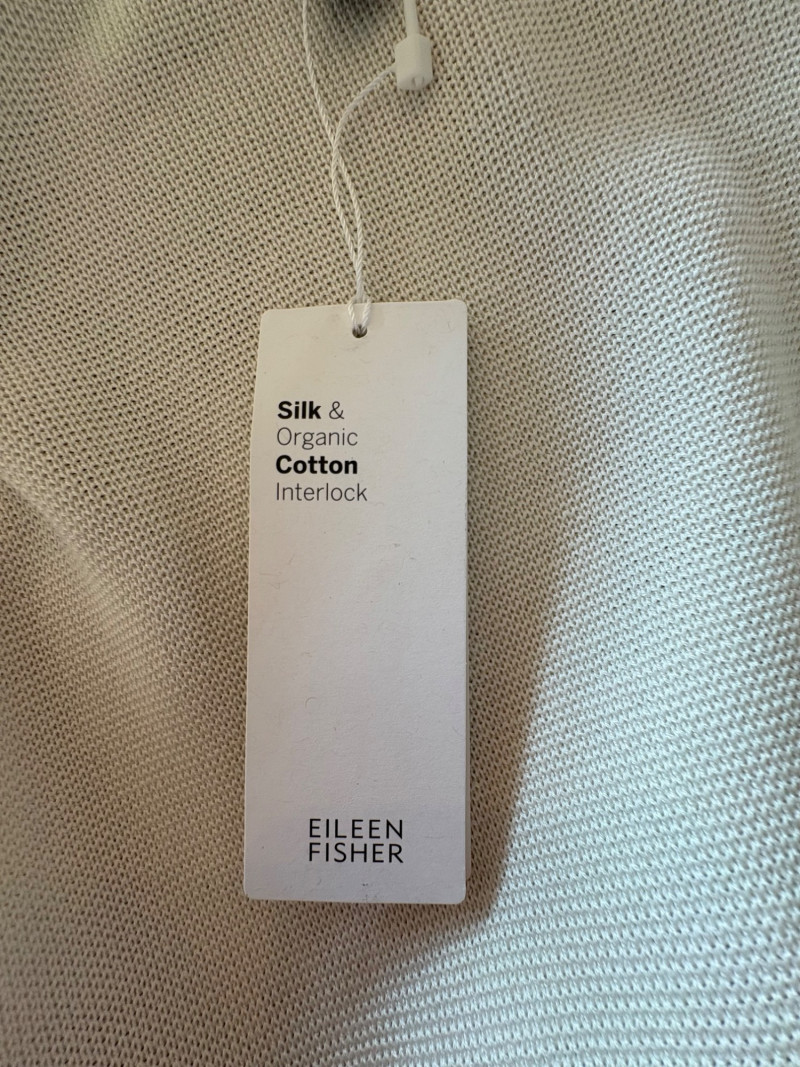 Silk &
Organic
Cotton
Interlock
EILEEN
FISHER